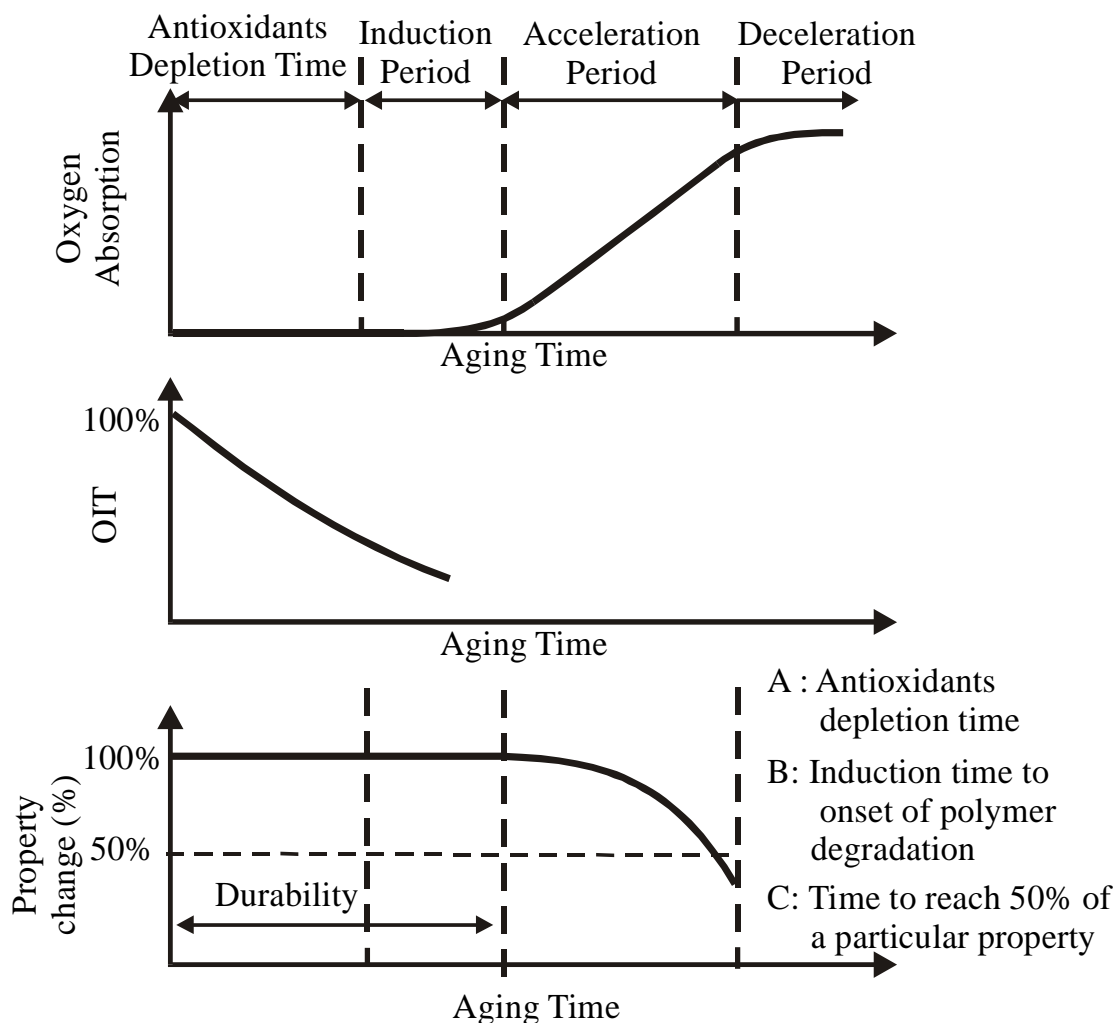 Antioxidants
Depletion Time
Induction
Period
Acceleration
Period
Deceleration
Period
Oxygen
Absorption
Aging Time
100%
OIT
Aging Time
A : Antioxidants
depletion time
B: Induction time to
onset of polymer
degradation
C: Time to reach 50% of
a particular property
100%
50%
Property
change (%)
Durability
Aging Time